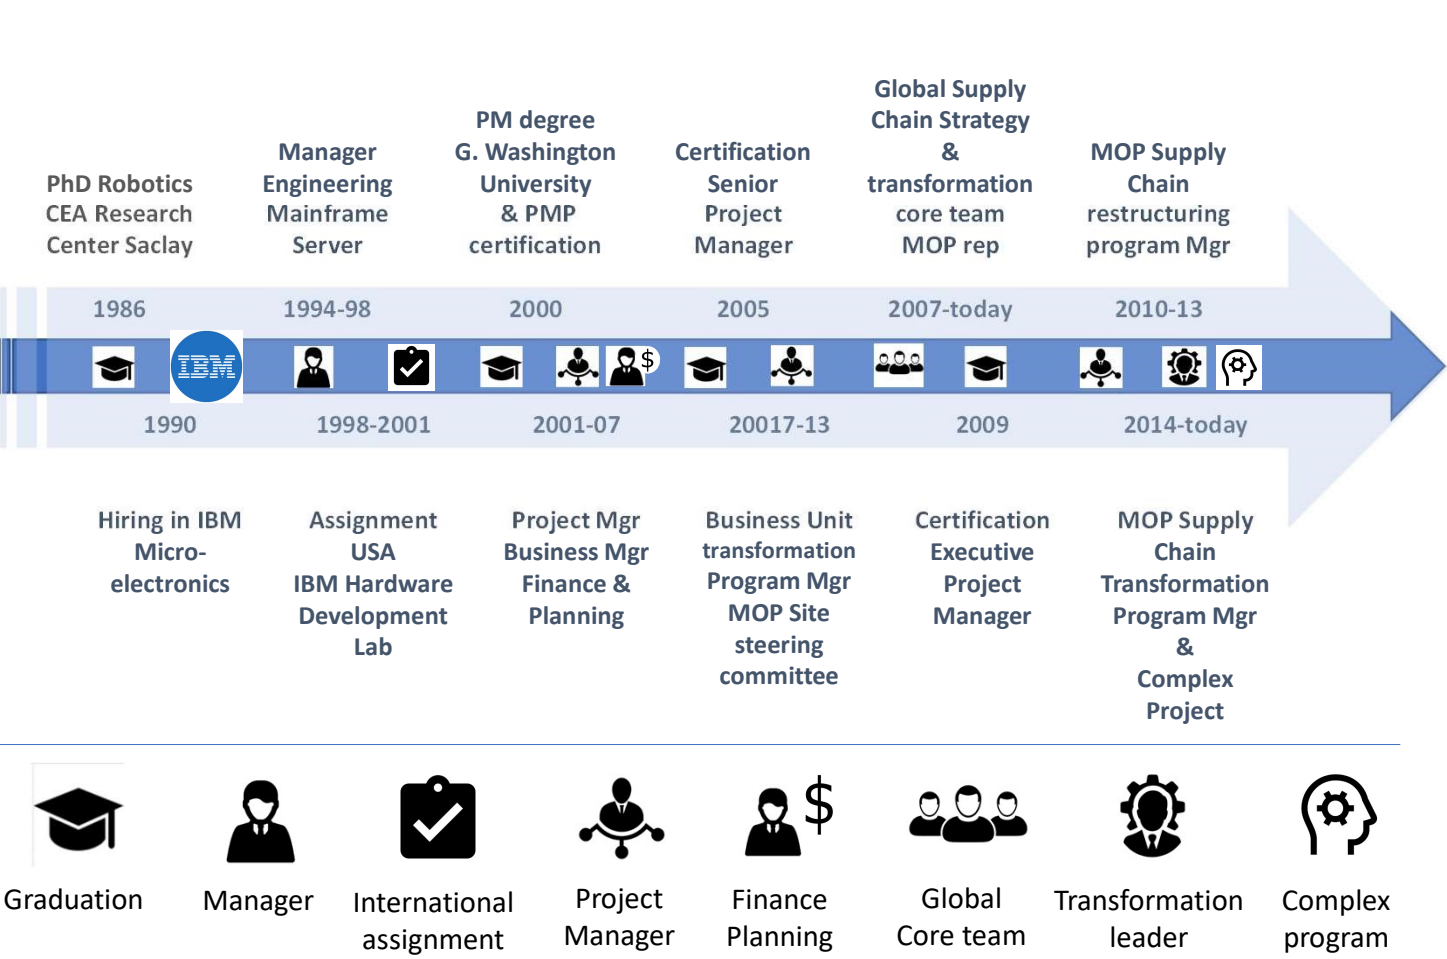 PhD Robotics
CEA Research
Center Saclay
Manager
Engineering
Mainframe
Server
PM degree
G. Washington
University
& PMP
certification
Certification
Senior
Project
Manager
Global Supply
Chain Strategy
&
transformation
core team
MOP rep
MOP Supply
Chain
restructuring
program Mgr
1986
1994-98
2000
2005
2007-today
2010-13
IBM
$
1990
1998-2001
2001-07
20017-13
2009
2014-today
Hiring in IBM
Micro-
electronics
Assignment
USA
IBM Hardware
Development
Lab
Project Mgr
Business Mgr
Finance &
Planning
Business Unit
transformation
Program Mgr
MOP Site
steering
committee
Certification
Executive
Project
Manager
MOP Supply
Chain
Transformation
Program Mgr
&
Complex
Project
$
Graduation
Manager
International
assignment
Project
Manager
Finance
Planning
Global
Core team
Transformation
leader
Complex
program